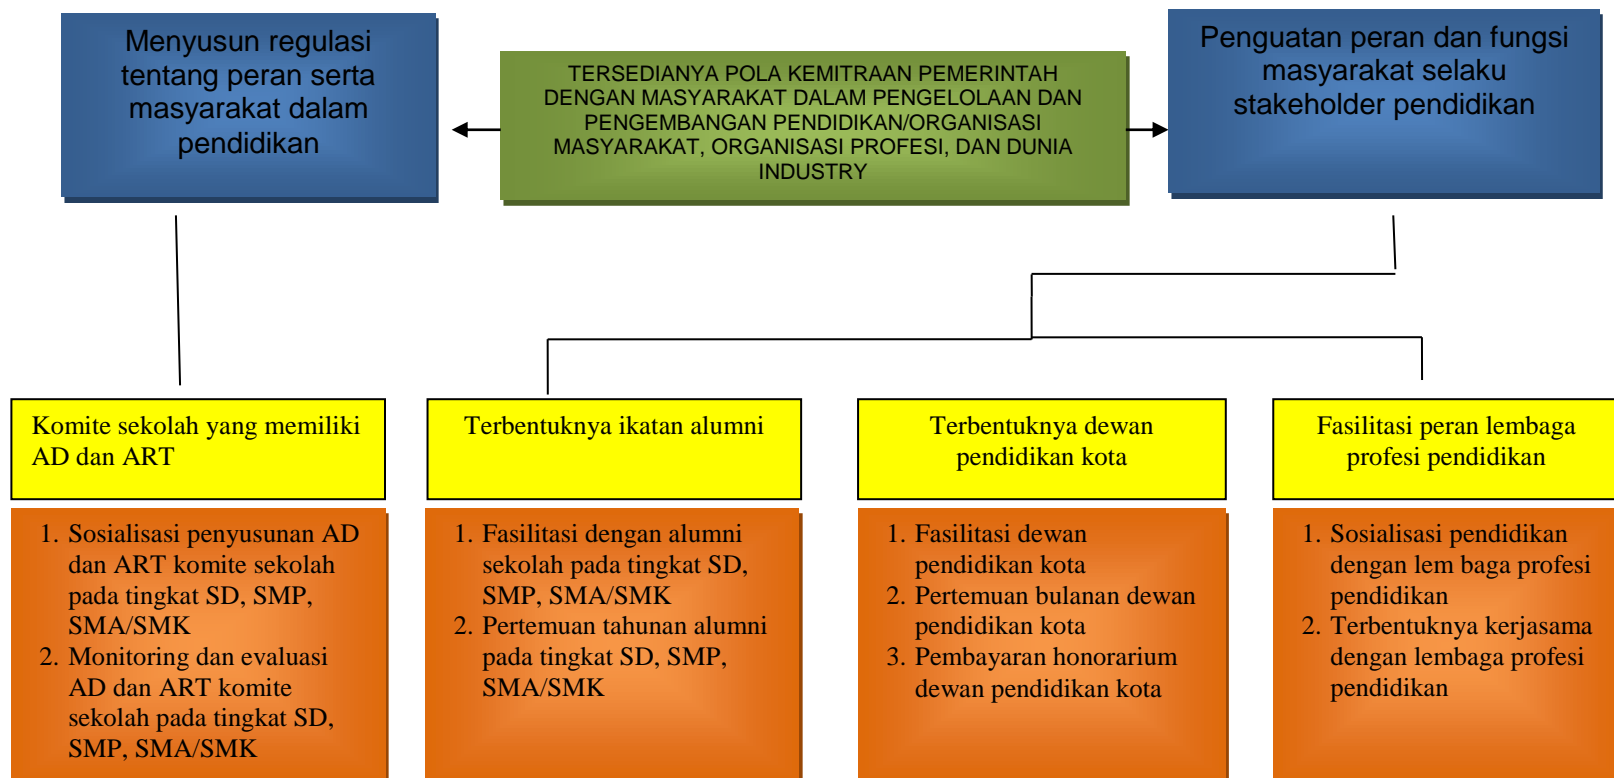 Menyusun regulasi
tentang peran serta
masyarakat dalam
pendidikan
TERSEDIANYA POLA KEMITRAAN PEMERINTAH
DENGAN MASYARAKAT DALAM PENGELOLAAN DAN
PENGEMBANGAN PENDIDIKAN/ORGANISASI
MASYARAKAT, ORGANISASI PROFESI, DAN DUNIA
INDUSTRY
Penguatan peran dan fungsi
masyarakat selaku
stakeholder pendidikan
Komite sekolah yang memiliki
AD dan ART
Terbentuknya ikatan alumni
Terbentuknya dewan
pendidikan kota
Fasilitasi peran lembaga
profesi pendidikan
1. Sosialisasi penyusunan AD
dan ART komite sekolah
pada tingkat SD, SMP,
SMA/SMK
2. Monitoring dan evaluasi
AD dan ART komite
sekolah pada tingkat SD,
SMP, SMA/SMK
1. Fasilitasi dengan alumni
sekolah pada tingkat SD,
SMP, SMA/SMK
2. Pertemuan tahunan alumni
pada tingkat SD, SMP,
SMA/SMK
1. Fasilitasi dewan
pendidikan kota
2. Pertemuan bulanan dewan
pendidikan kota
3. Pembayaran honorarium
dewan pendidikan kota
1. Sosialisasi pendidikan
dengan lem baga profesi
pendidikan
2. Terbentuknya kerjasama
dengan lembaga profesi
pendidikan